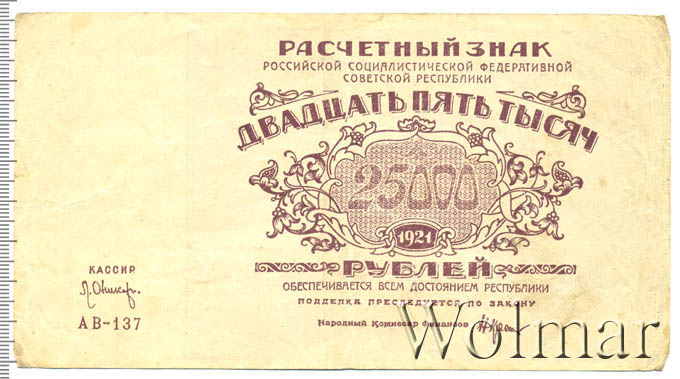 РАСЧЕТНЫЙ ЗНАК
РОССИЙСКОЙ СОЦИАЛИСТИЧЕСКОЙ ФЕДЕРАТИВНОЙ
СОВЕТСКОЙ РЕСПУБЛИКИ
ДВАДЦАТЬ ПЯТЬ ТЫСЯЧ
25000
1921
РУБЛЕЙ
ОБЕСПЕЧИВАЕТСЯ ВСЕМ ДОСТОЯНИЕМ РЕСПУБЛИКИ
ПОДДЕЛКА ПРЕСЛЕДУЕТСЯ ПО ЗАКОНУ
Народный Комиссар Финансов
КАССИР
АВ-137
Wolmar